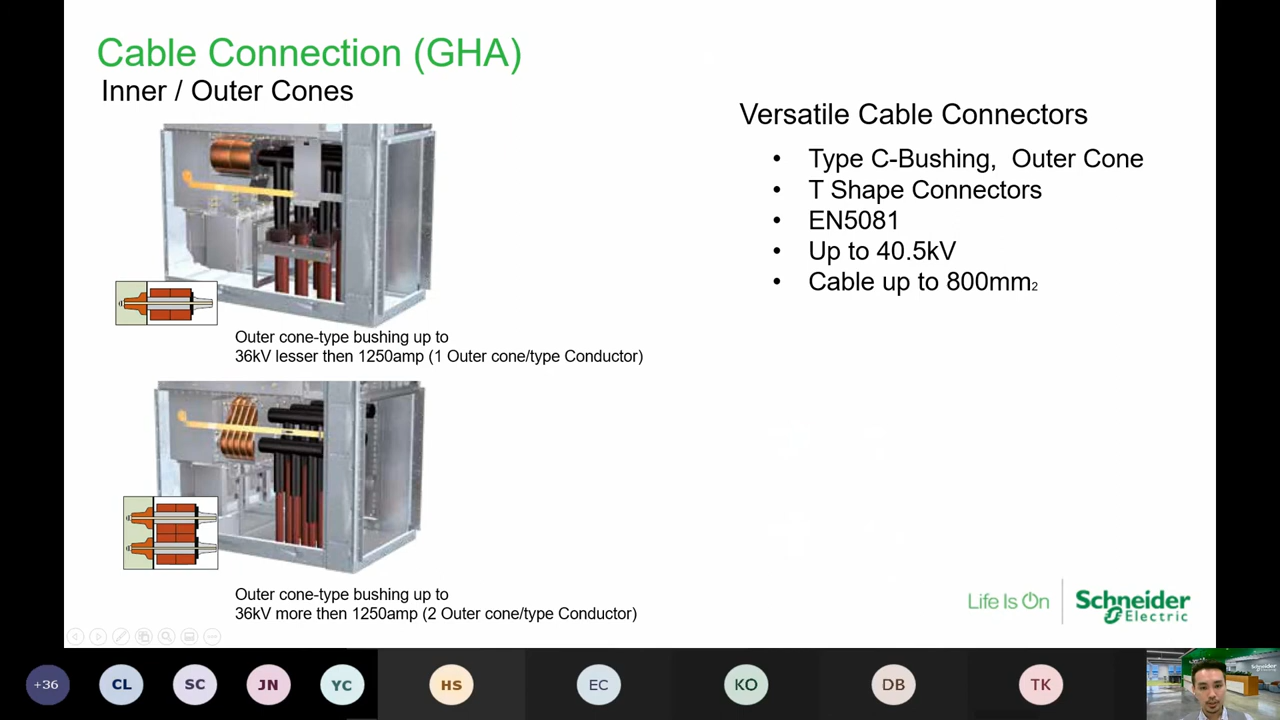 Cable Connection (GHA)
Inner / Outer Cones
Outer cone-type bushing up to
36kV lesser then 1250amp (1 Outer cone/type Conductor)
Outer cone-type bushing up to
36kV more then 1250amp (2 Outer cone/type Conductor)
Versatile Cable Connectors
• Type C-Bushing, Outer Cone
• T Shape Connectors
• EN5081
• Up to 40.5kV
• Cable up to 800mm2
Life Is On
Schneider
Electric
+36
CL
SC
JN
YC
HS
EC
KO
DB
TK
Schneider